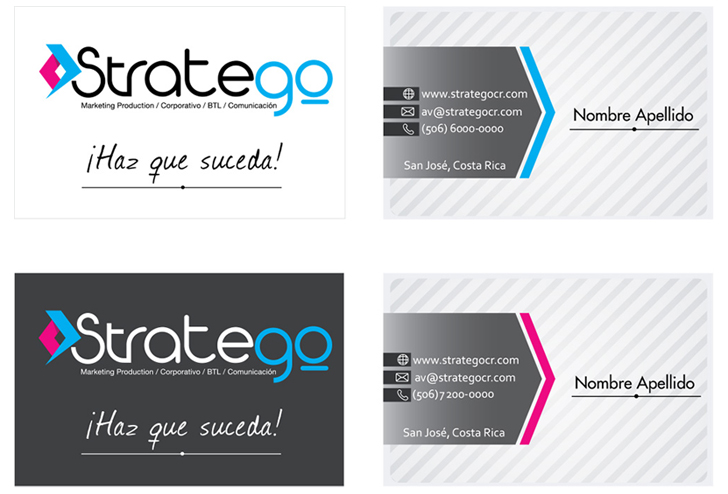 Stratego
Marketing Production / Corporativo / BTL / Comunicación
¡Haz que suceda!
www.strategocr.com
av@strategocr.com
(506) 6000-0000
San José, Costa Rica
Nombre Apellido
Stratego
Marketing Production / Corporativo / BTL / Comunicación
¡Haz que suceda!
www.strategocr.com
av@strategocr.com
(506)7 200-0000
San José, Costa Rica
Nombre Apellido